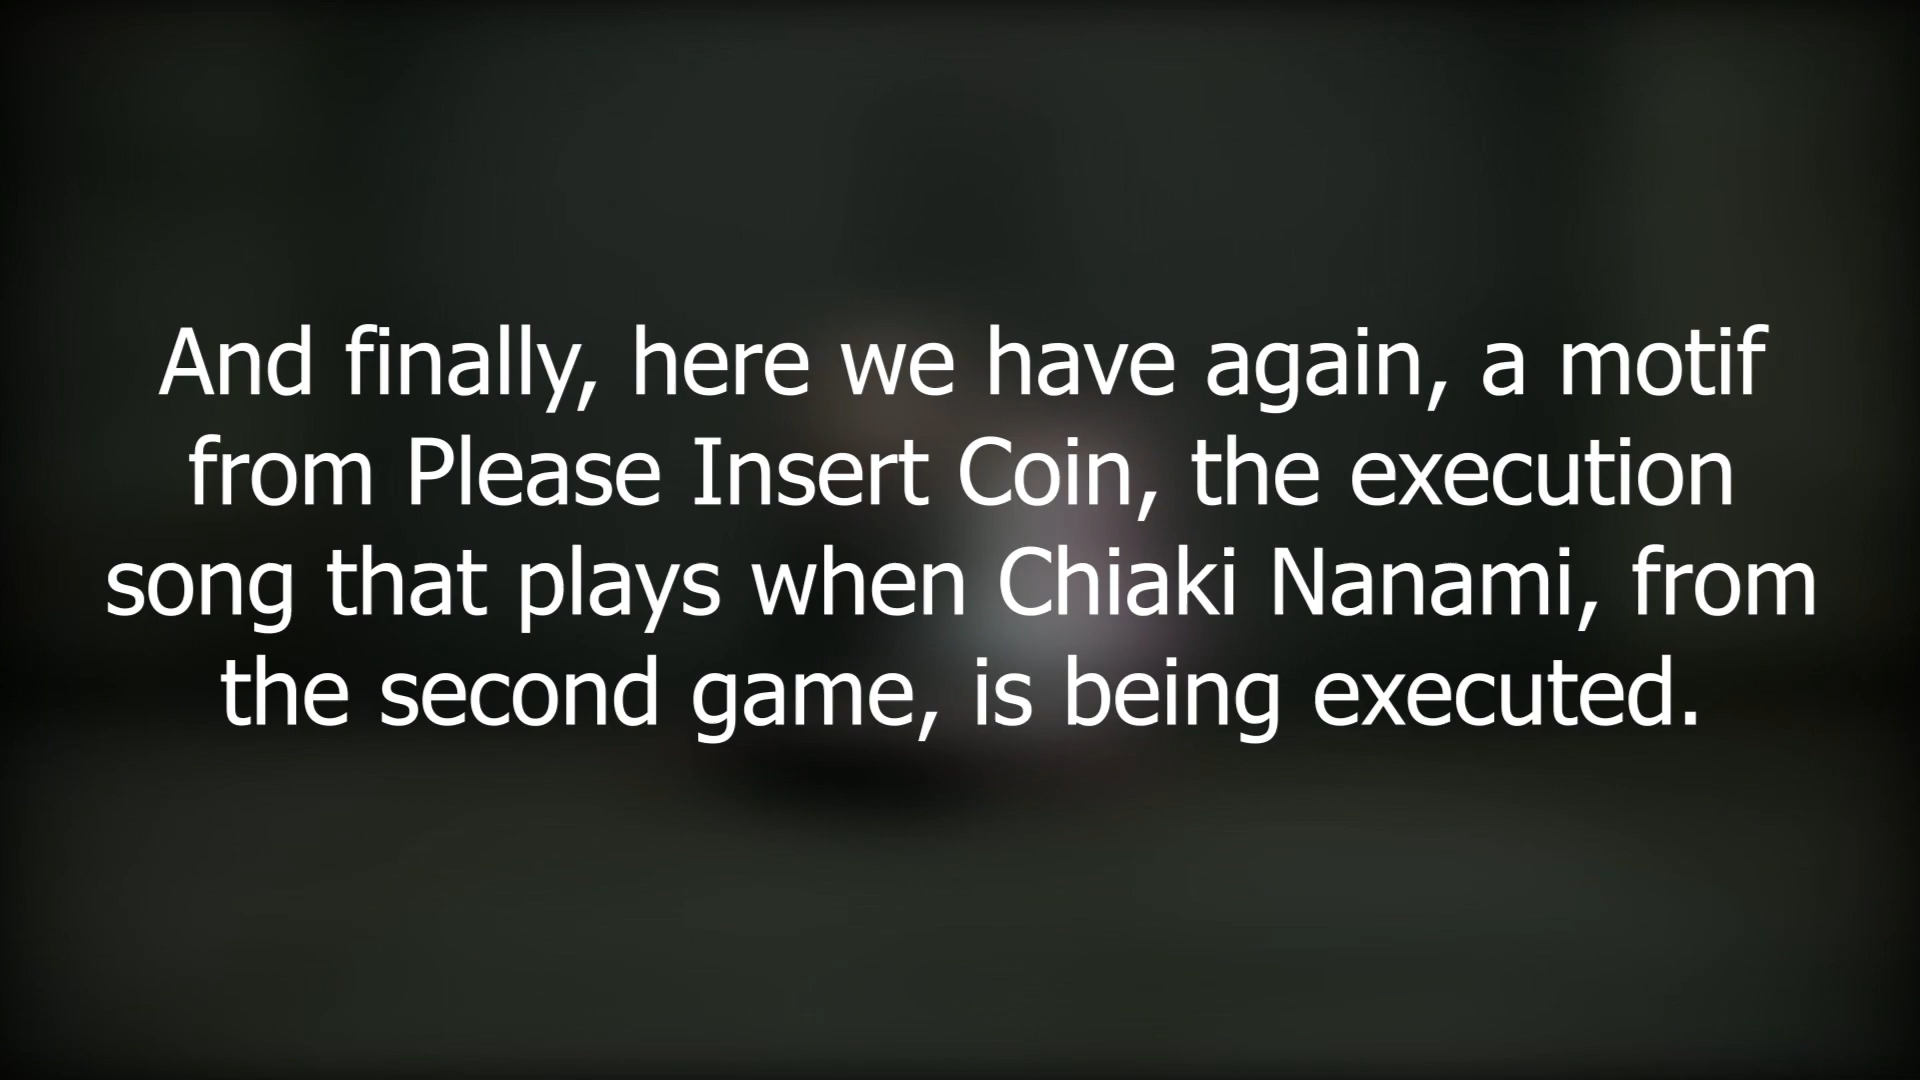 And finally, here we have again, a motif
from Please Insert Coin, the execution
song that plays when Chiaki Nanami, from
the second game, is being executed.